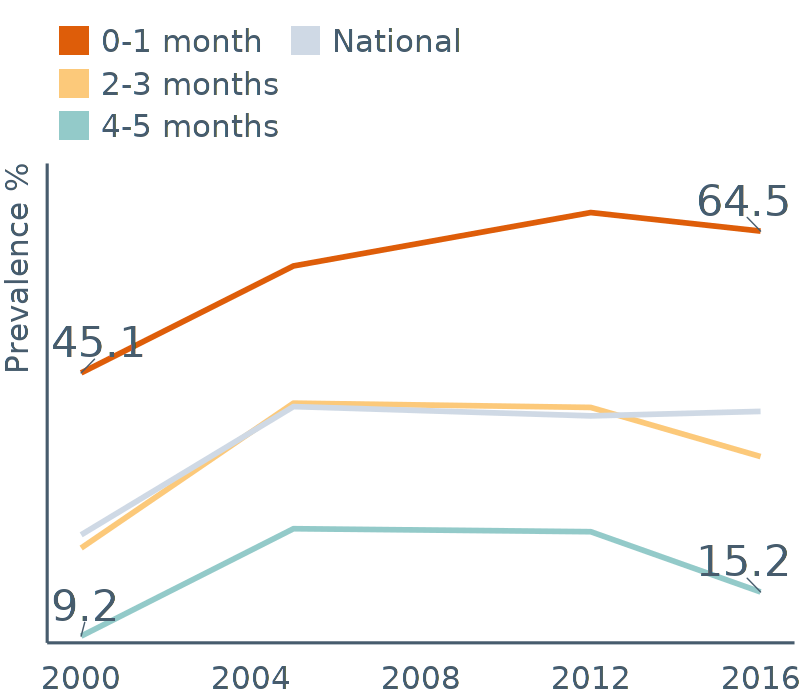 0-1 month
National
2-3 months
4-5 months
Prevalence %
64.5
45.1
15.2
9.2
2000 2004 2008 2012 2016